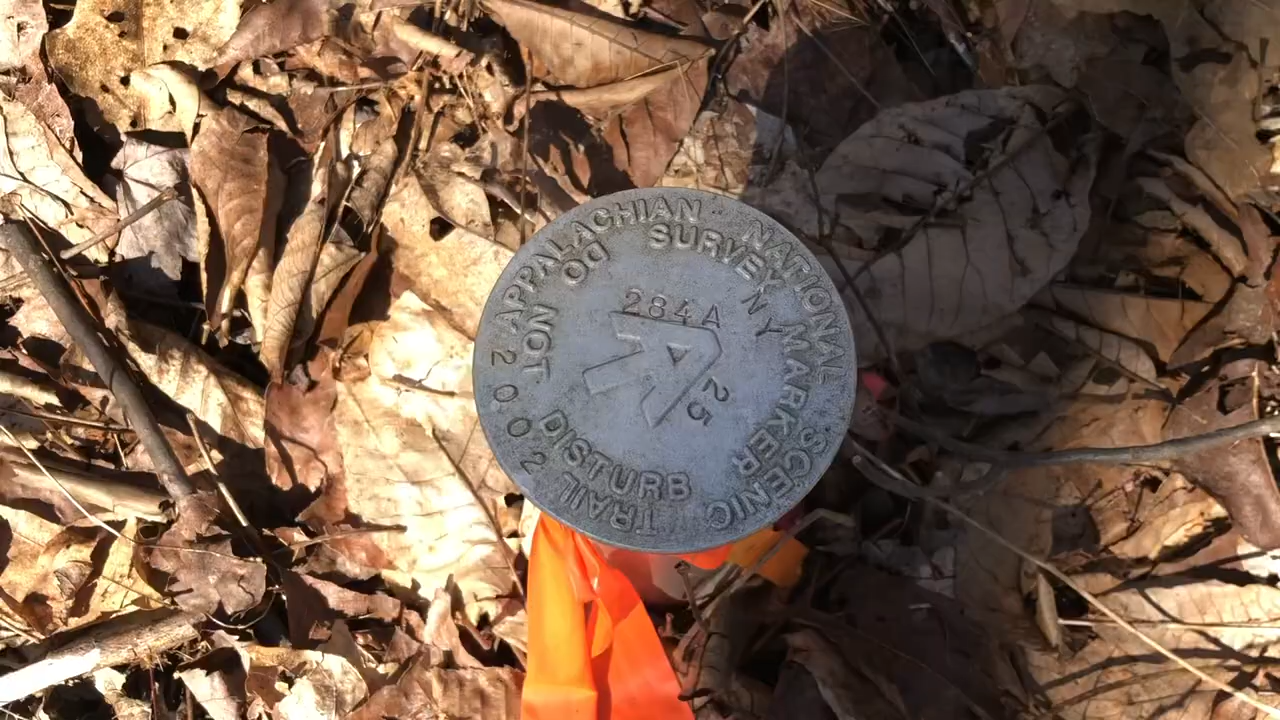 APPALACHIAN NATIONAL SCENIC TRAIL
SURVEY MARKER
DO NOT DISTURB
NY
284A
25
2002